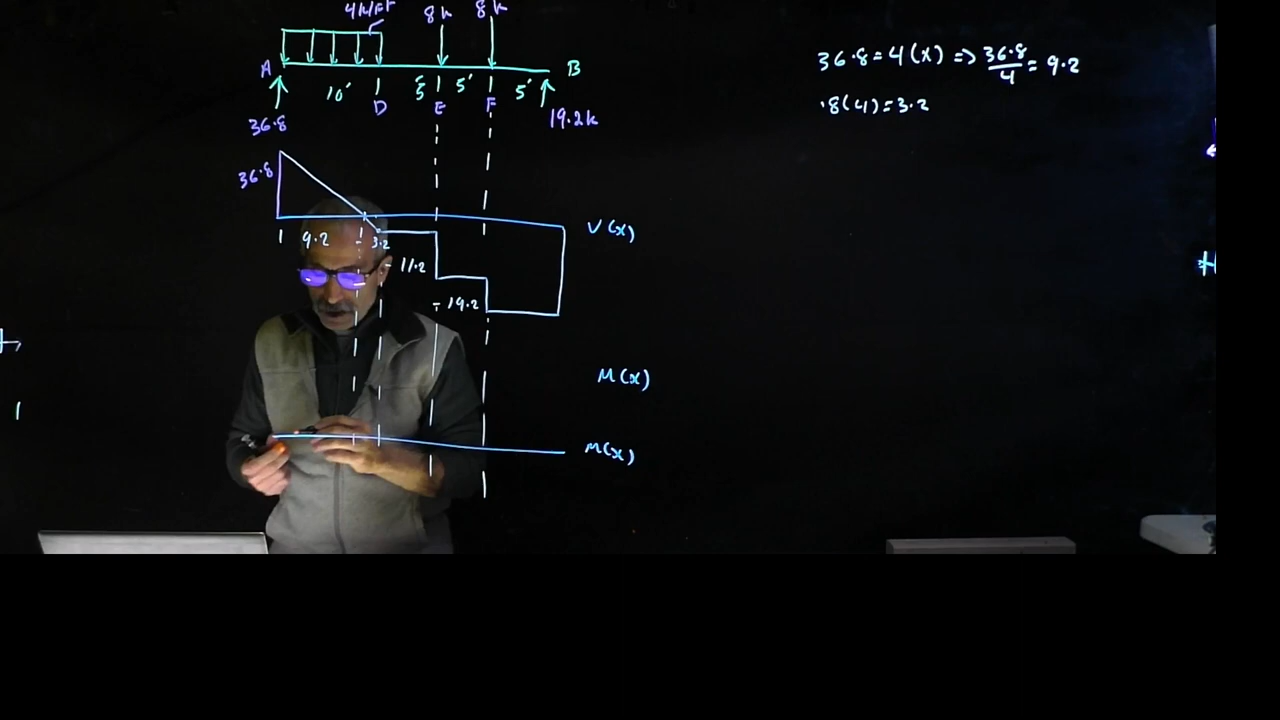 4k/FT 8k 8k
A B
10' 5 5' 5'
D E F
36.8 19.2k
36.8
V(x)
9.2 3.2
-11.2
-19.2
M(x)
M(x)
36.8=4(x) => 36.8/4 = 9.2
.8(4)=3.2